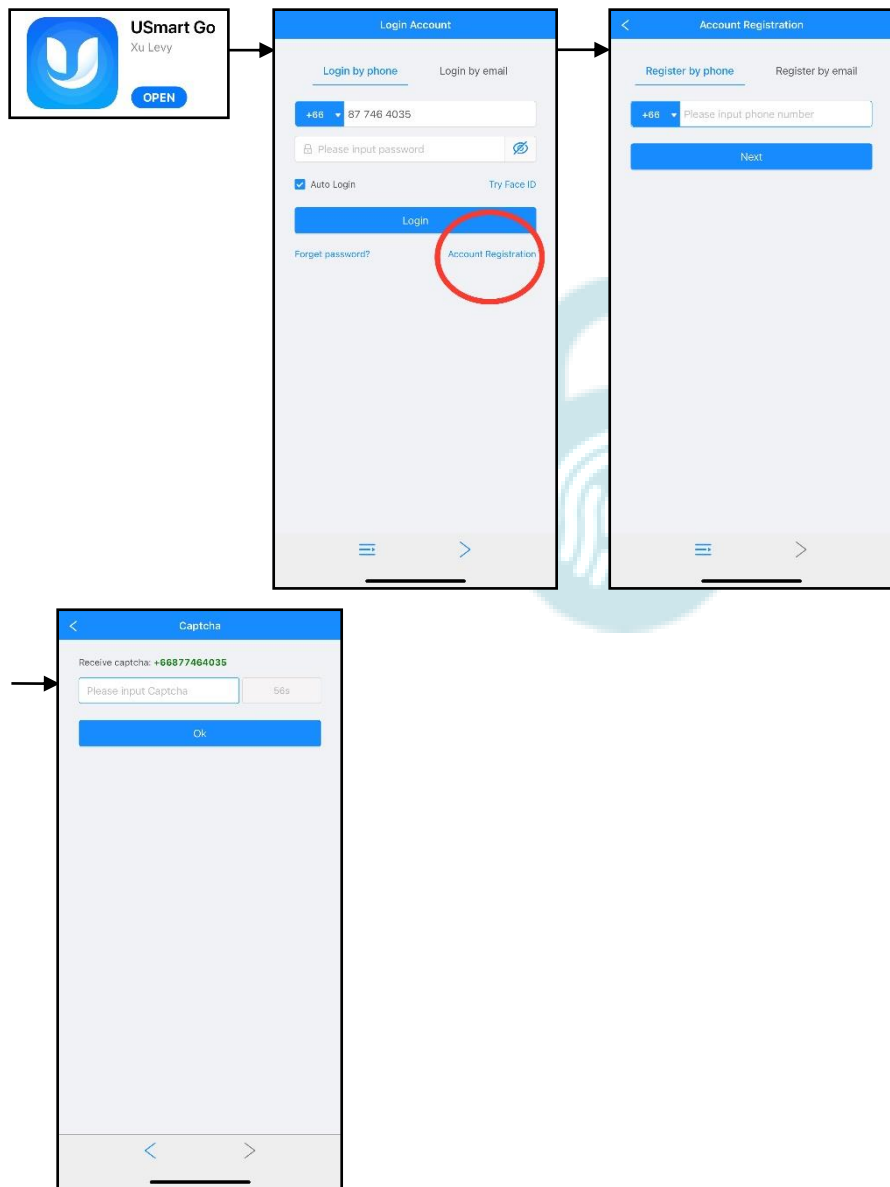 USmart Go
Xu Levy
OPEN
Login Account
Login by phone Login by email
+66 87 746 4035
Please input password
Auto Login Try Face ID
Login
Forget password? Account Registration
Account Registration
Register by phone Register by email
+66 Please input phone number
Next
Captcha
Receive captcha: +66877464035
Please input Captcha 56s
Ok